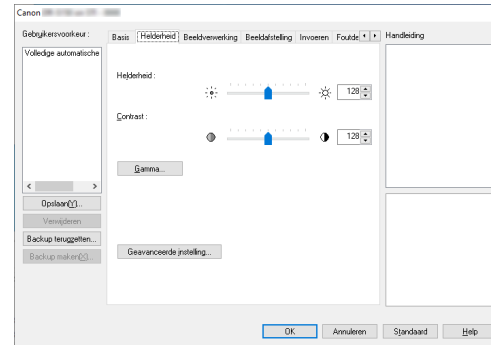 Canon
Gebruikersvoorkeur :
Volledige automatische
Opslaan(Y)...
Verwijderen
Backup terugzetten...
Backup maken(X)...
Basis Helderheid Beeldverwerking Beeldafstelling Invoeren Foutde
Helderheid :
128
Contrast :
128
Gamma...
Geavanceerde instelling...
Handleiding
OK Annuleren Standaard Help